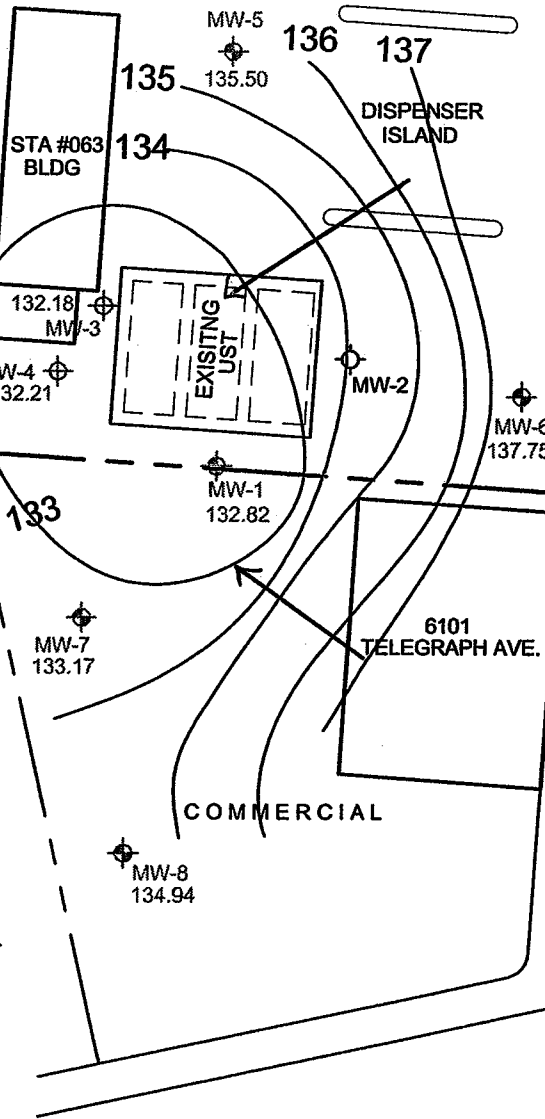 MW-5
135.50
136
137
135
134
DISPENSER
ISLAND
STA #063
BLDG
132.18
MW-3
EXISITNG
UST
W-4
32.21
MW-2
MW-6
137.75
MW-1
132.82
133
MW-7
133.17
6101
TELEGRAPH AVE.
COMMERCIAL
MW-8
134.94